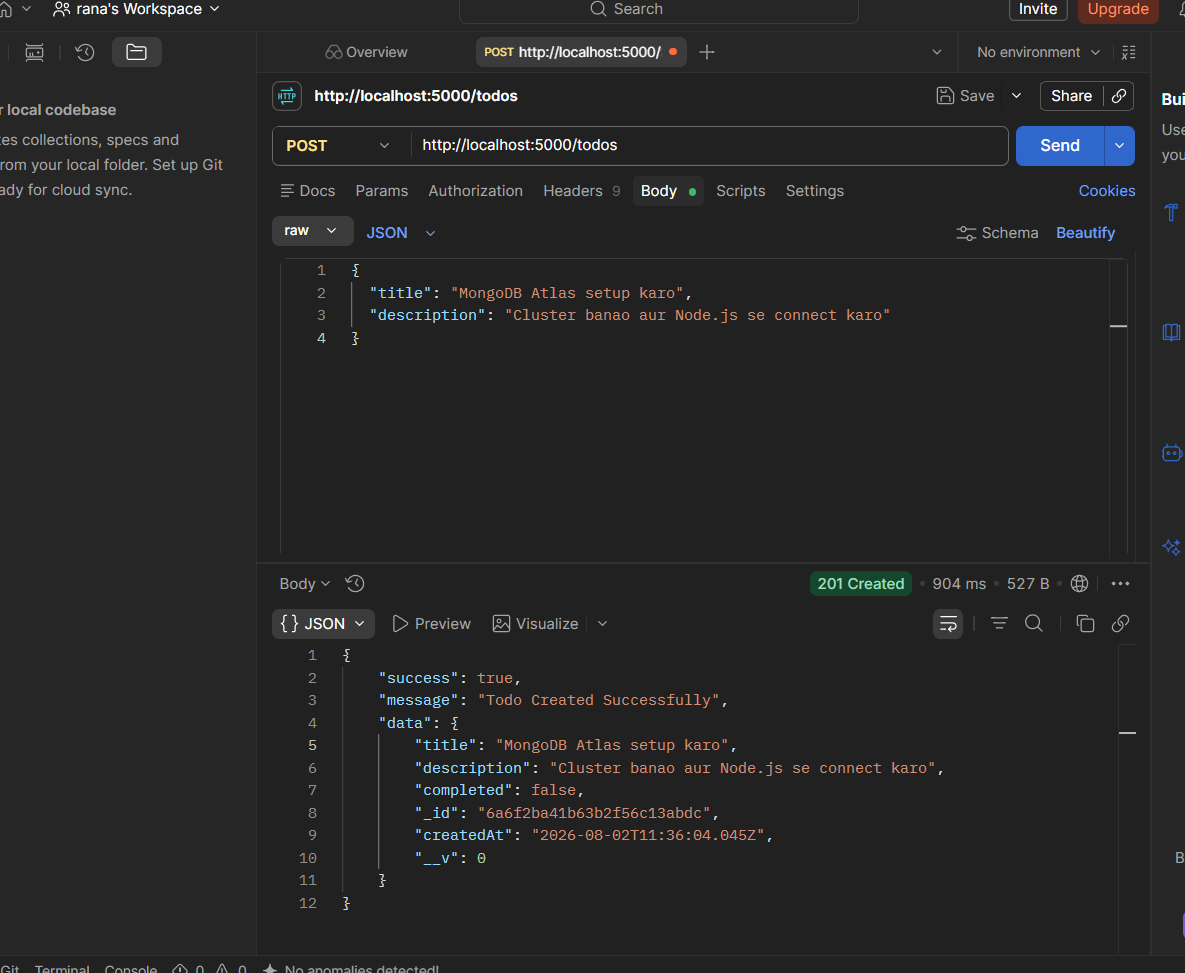 rana's Workspace
Search
Invite
Upgrade
Overview
POST http://localhost:5000/
No environment
r local codebase
tes collections, specs and
rom your local folder. Set up Git
ady for cloud sync.
HTTP http://localhost:5000/todos
Save
Share
Bui
Use
you
POST
http://localhost:5000/todos
Send
Docs
Params
Authorization
Headers 9
Body
Scripts
Settings
Cookies
raw
JSON
Schema
Beautify
1 {
2 "title": "MongoDB Atlas setup karo",
3 "description": "Cluster banao aur Node.js se connect karo"
4 }
Body
201 Created
904 ms
527 B
{} JSON
Preview
Visualize
1 {
2 "success": true,
3 "message": "Todo Created Successfully",
4 "data": {
5 "title": "MongoDB Atlas setup karo",
6 "description": "Cluster banao aur Node.js se connect karo",
7 "completed": false,
8 "_id": "6a6f2ba41b63b2f56c13abdc",
9 "createdAt": "2026-08-02T11:36:04.045Z",
10 "__v": 0
11 }
12 }
B
Git
Terminal
Console
0
0
No anomalies detected!